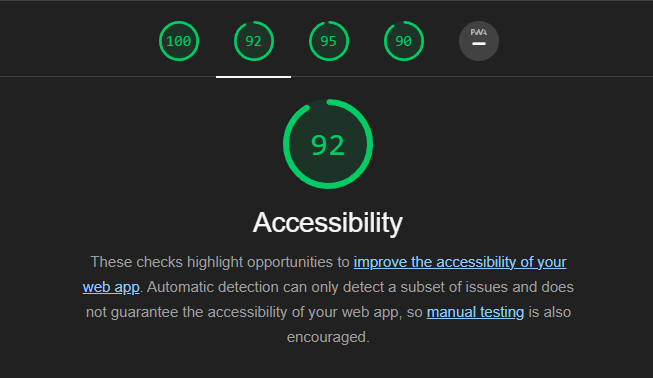 100 92 95 90 PWA
92
Accessibility
These checks highlight opportunities to improve the accessibility of your
web app. Automatic detection can only detect a subset of issues and does
not guarantee the accessibility of your web app, so manual testing is also
encouraged.